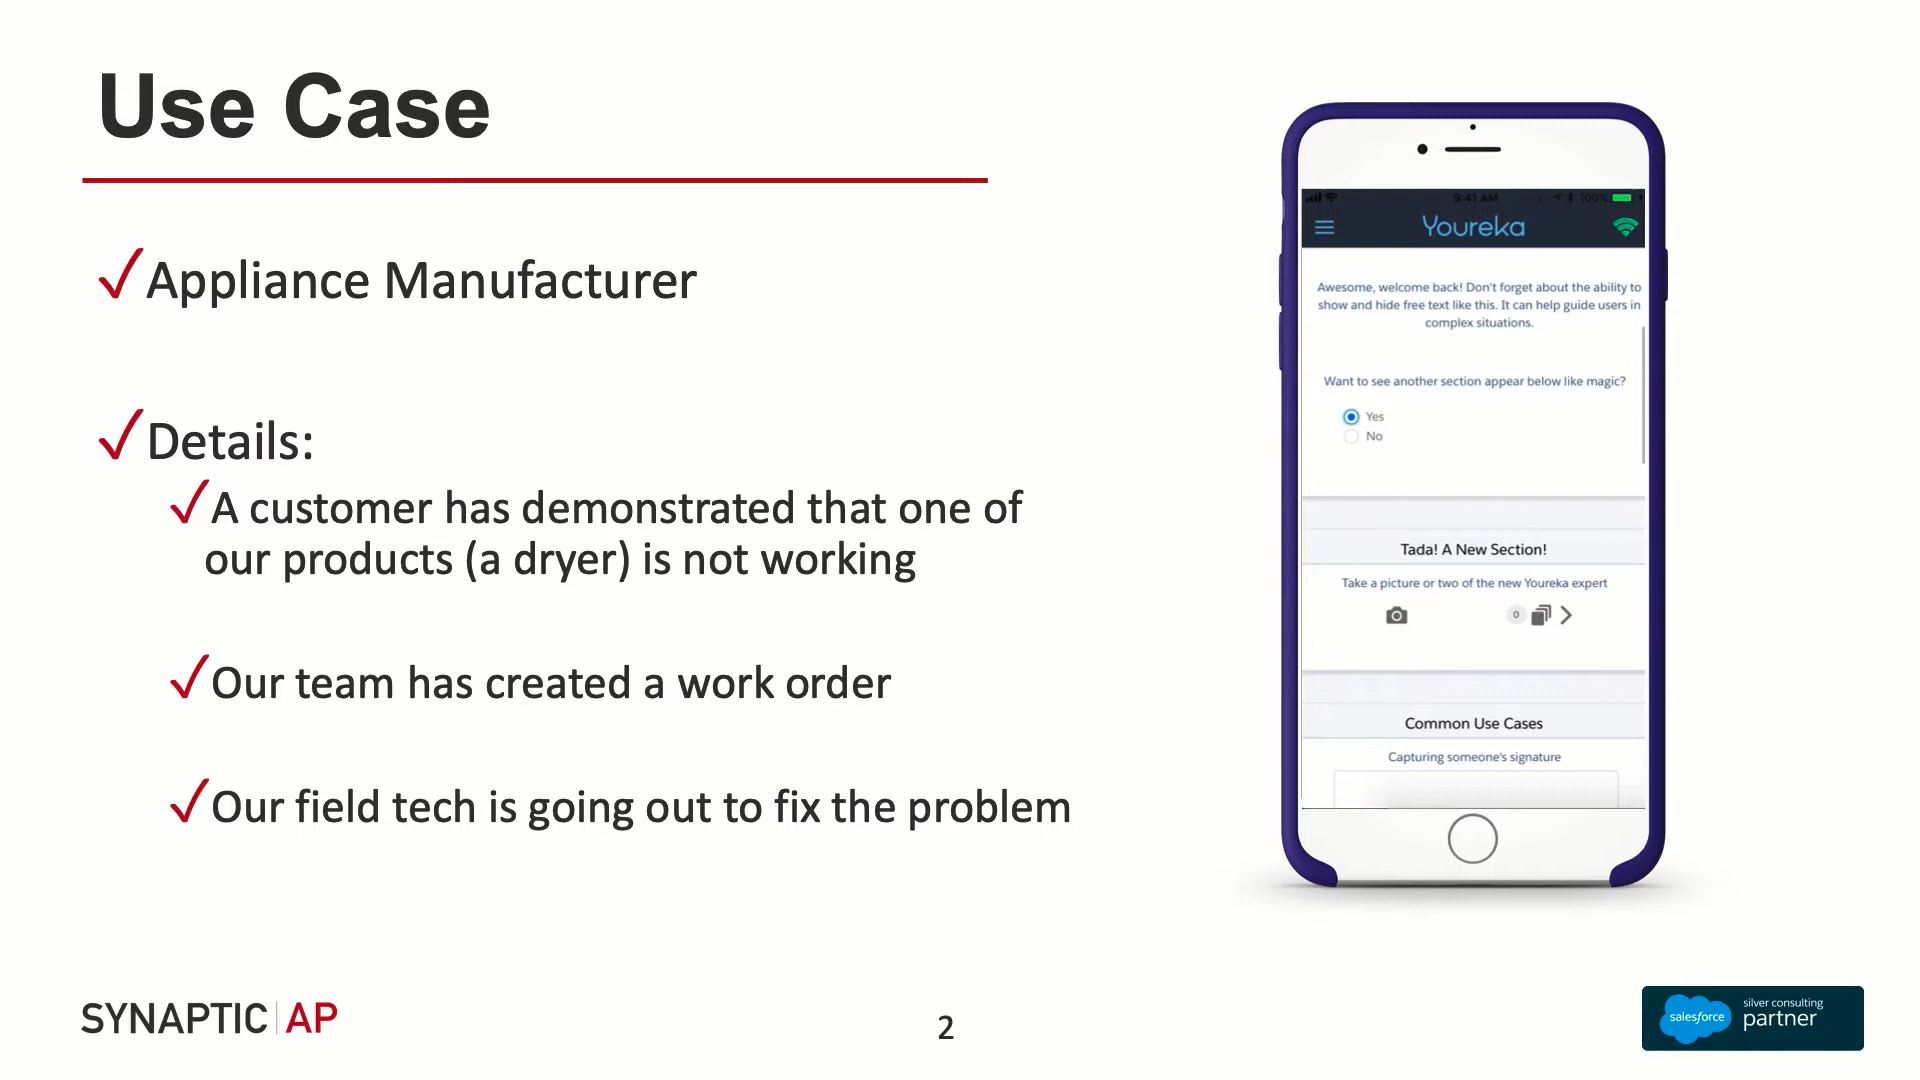 Use Case
✓Appliance Manufacturer
✓Details:
✓A customer has demonstrated that one of
our products (a dryer) is not working
✓Our team has created a work order
✓Our field tech is going out to fix the problem
9:41 AM
100%
Youreka
Awesome, welcome back! Don't forget about the ability to
show and hide free text like this. It can help guide users in
complex situations.
Want to see another section appear below like magic?
Yes
No
Tada! A New Section!
Take a picture or two of the new Youreka expert
0
Common Use Cases
Capturing someone's signature
SYNAPTIC | AP
2
salesforce
silver consulting
partner